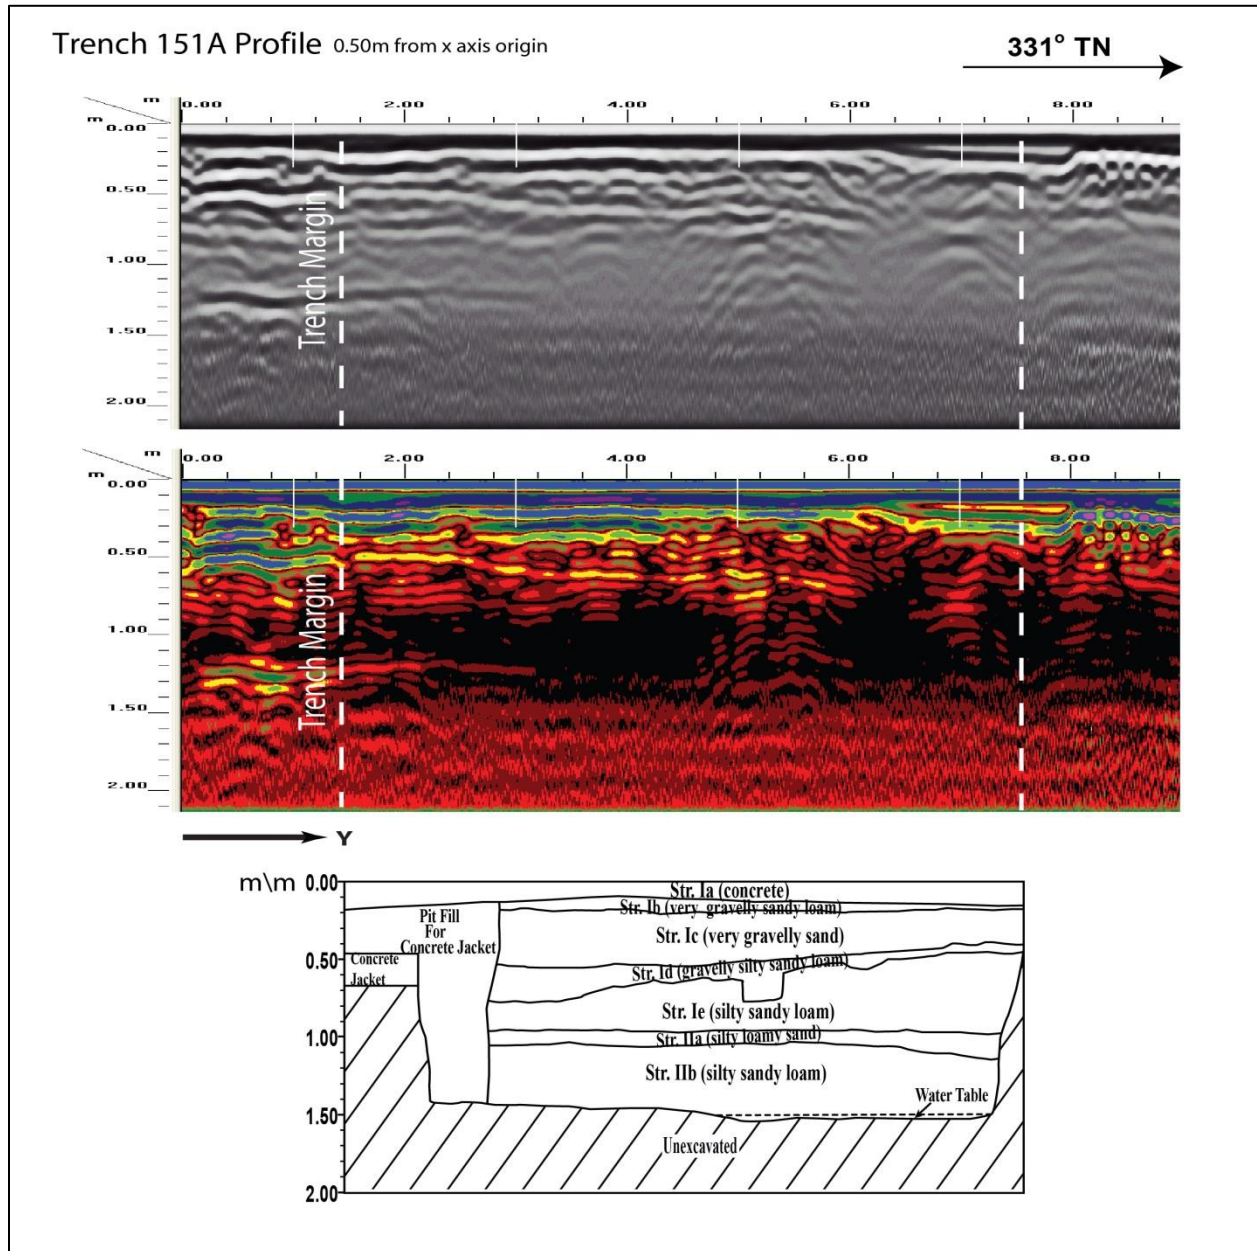 Trench 151A Profile 0.50m from x axis origin
331° TN
m 0.00 2.00 4.00 6.00 8.00
m
0.00
0.50
1.00
1.50
2.00
Trench Margin
m 0.00 2.00 4.00 6.00 8.00
m
0.00
0.50
1.00
1.50
2.00
Trench Margin
Y
m\m
0.00
0.50
1.00
1.50
2.00
Str. Ia (concrete)
Str. Ib (very gravelly sandy loam)
Pit Fill
For
Concrete Jacket
Str. Ic (very gravelly sand)
Concrete
Jacket
Str. Id (gravelly silty sandy loam)
Str. Ie (silty sandy loam)
Str. IIa (silty loamy sand)
Str. IIb (silty sandy loam)
Water Table
Unexcavated